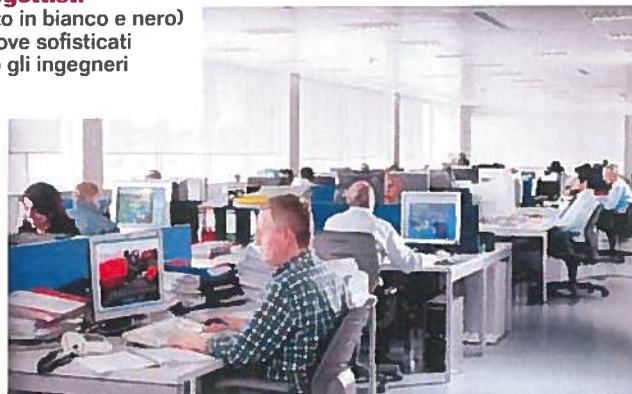 to in bianco e nero)
ove sofisticati
gli ingegneri